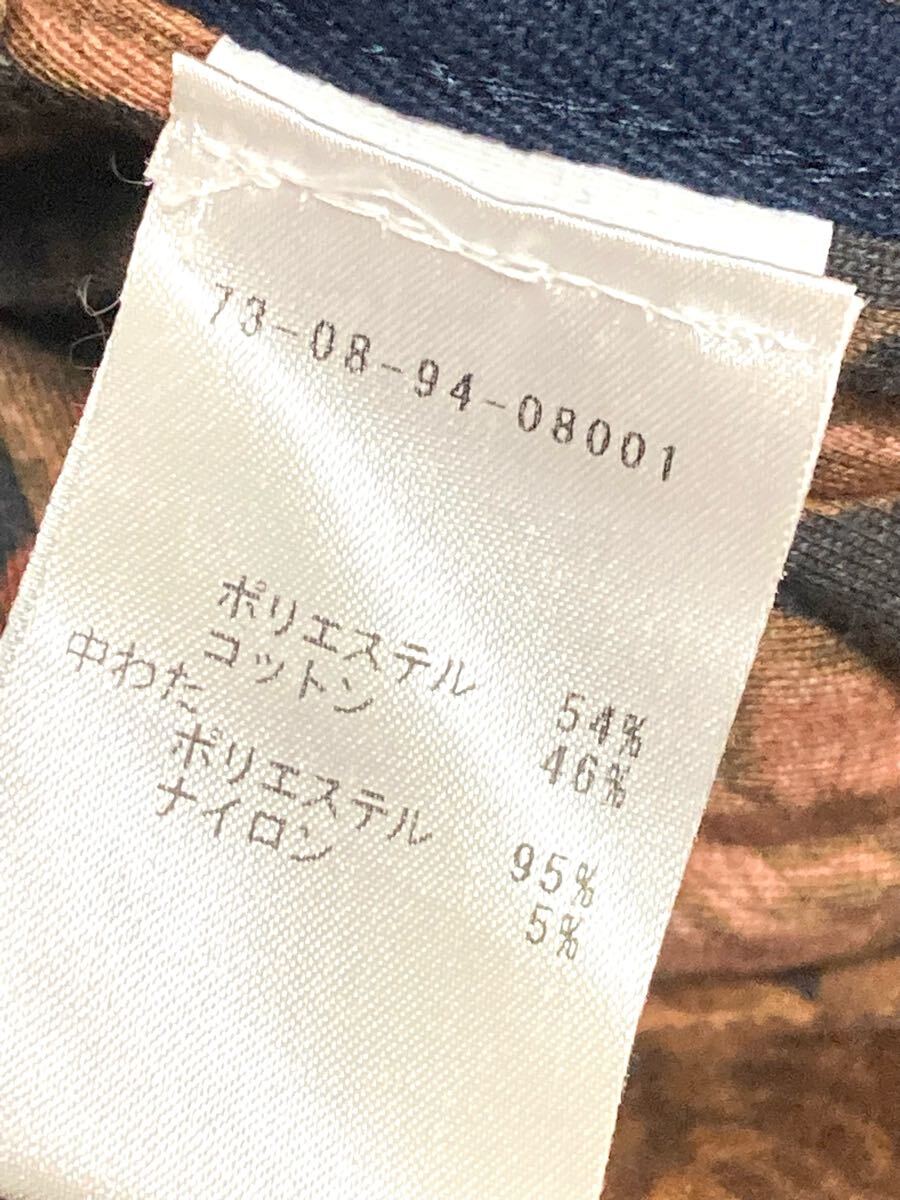 73-08-94-08001
ポリエステル 54%
コットン 46%
中わた
ポリエステル 95%
ナイロン 5%